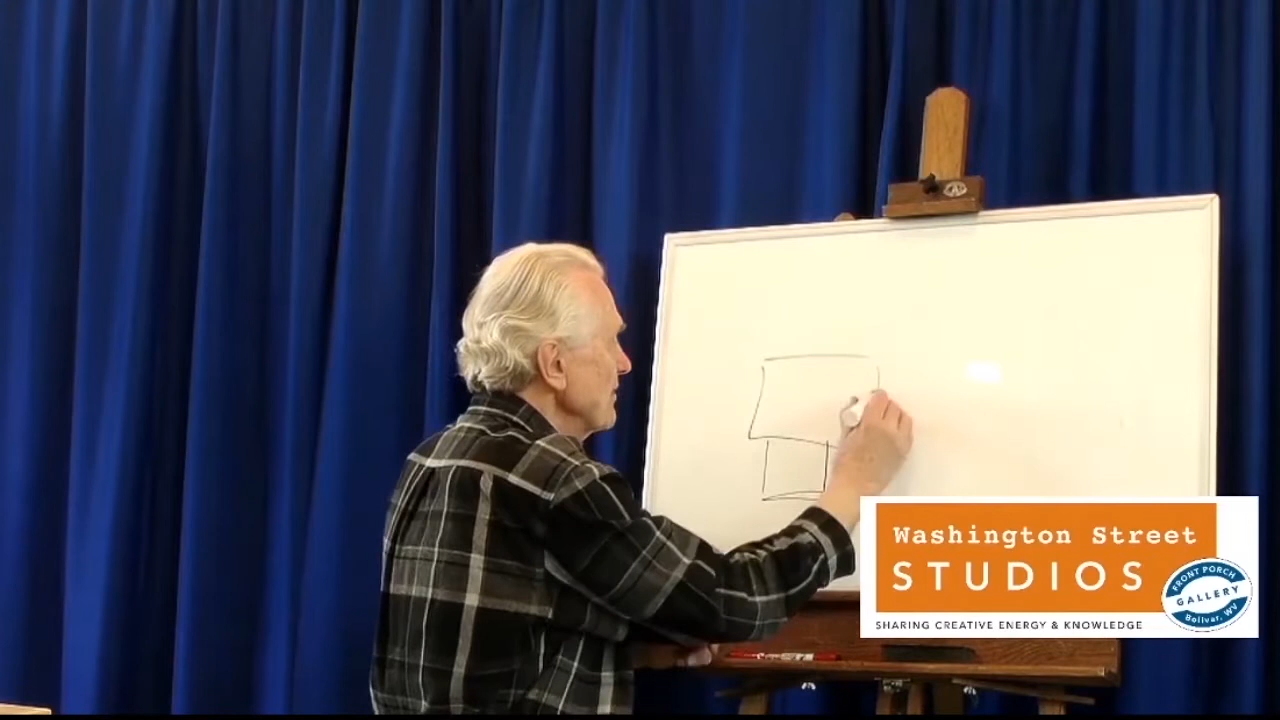 Washington Street
STUDIOS
SHARING CREATIVE ENERGY & KNOWLEDGE
FRONT PORCH
GALLERY
Bolivar, WV